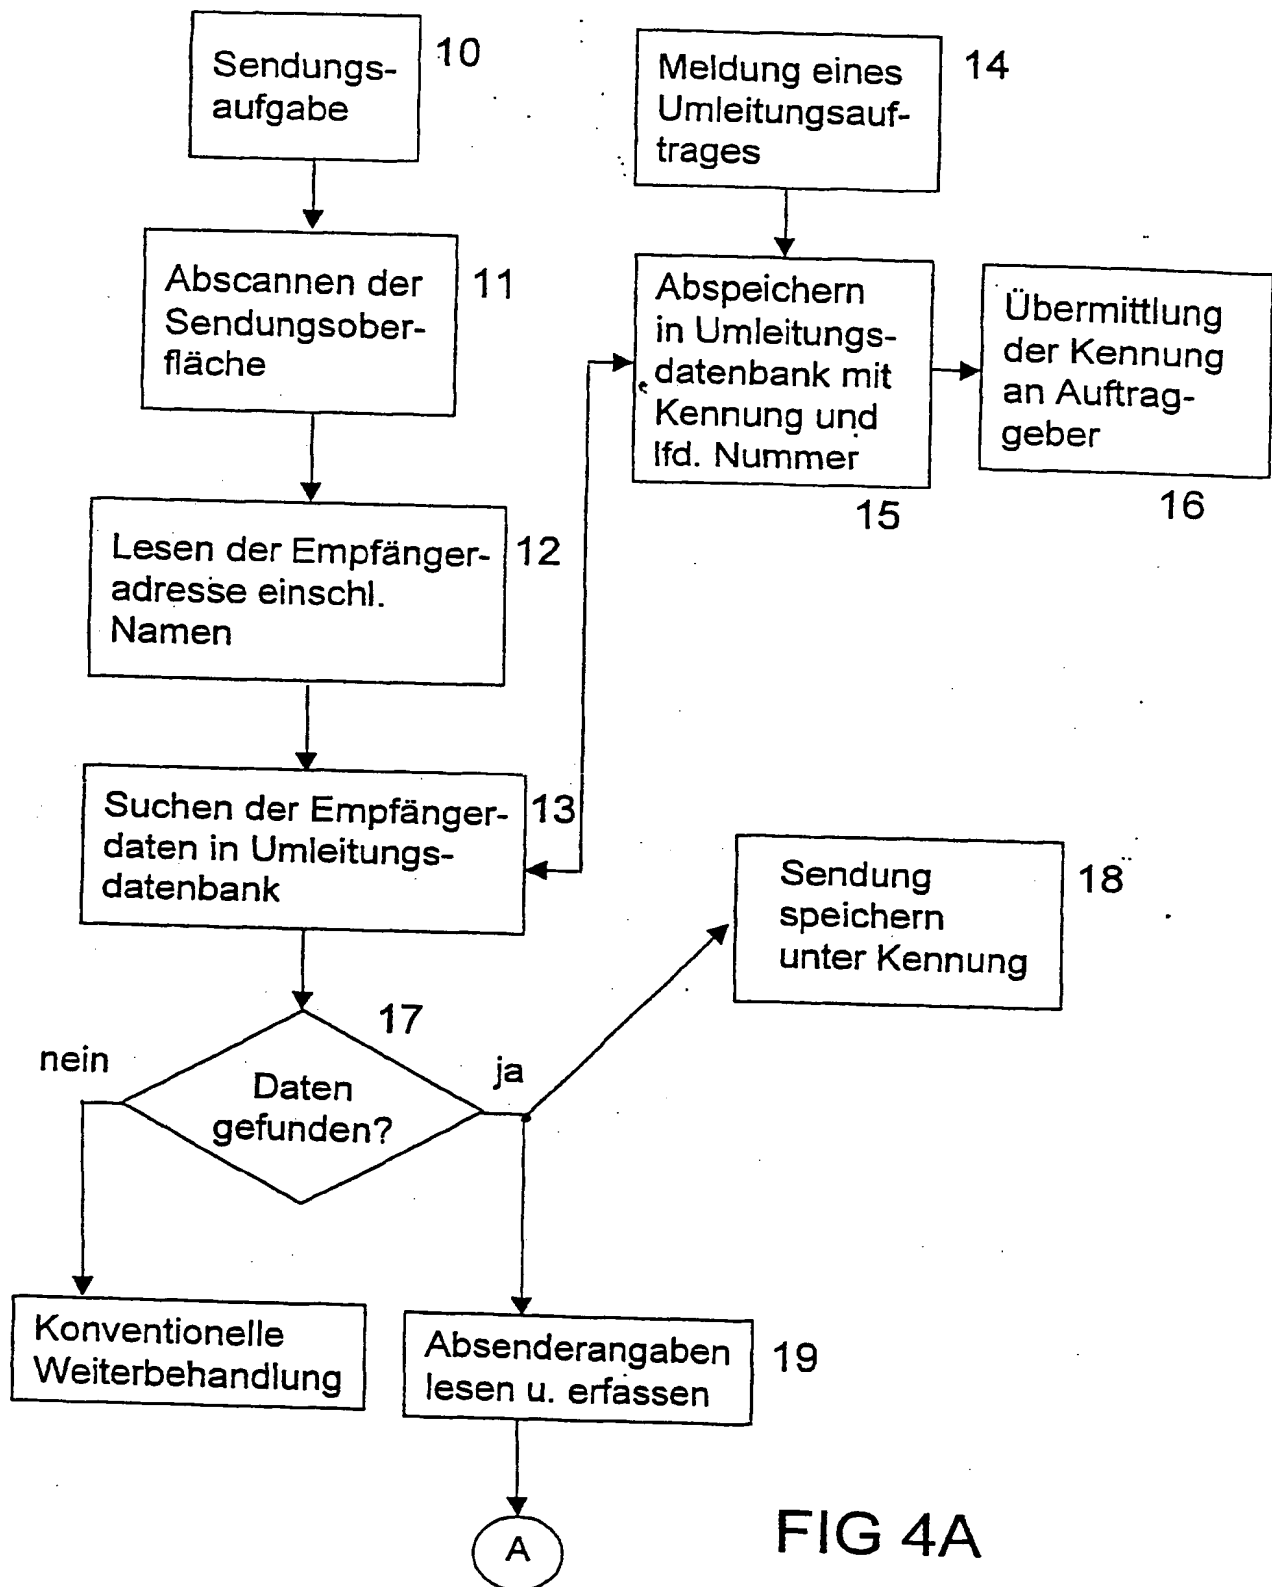 Sendungs-
aufgabe
10
Abscannen der
Sendungsober-
fläche
11
Lesen der Empfänger-
adresse einschl.
Namen
12
Suchen der Empfänger-
daten in Umleitungs-
datenbank
13
Meldung eines
Umleitungsauf-
trages
14
Abspeichern
in Umleitungs-
datenbank mit
Kennung und
lfd. Nummer
15
Übermittlung
der Kennung
an Auftrag-
geber
16
17
nein
ja
Daten
gefunden?
Sendung
speichern
unter Kennung
18
Konventionelle
Weiterbehandlung
Absenderangaben
lesen u. erfassen
19
A
FIG 4A